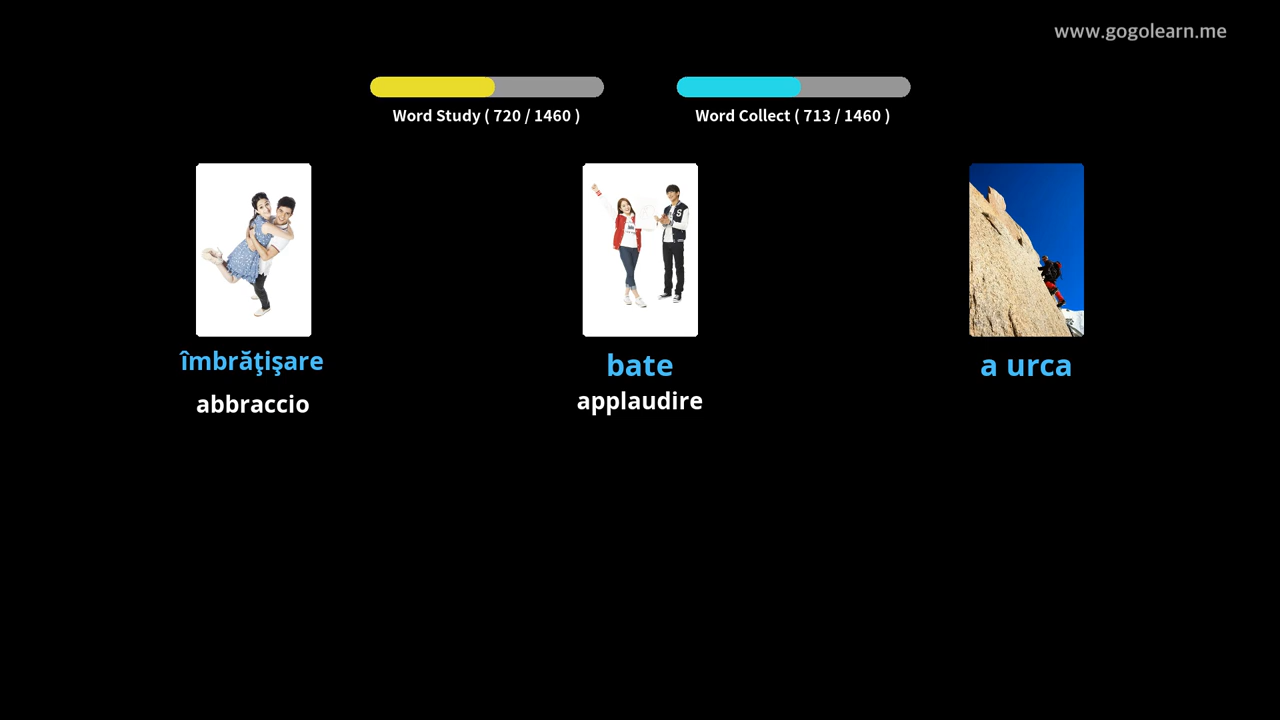 www.gogolearn.me
Word Study ( 720 / 1460 )
Word Collect ( 713 / 1460 )
îmbrăţişare
bate
a urca
abbraccio
applaudire